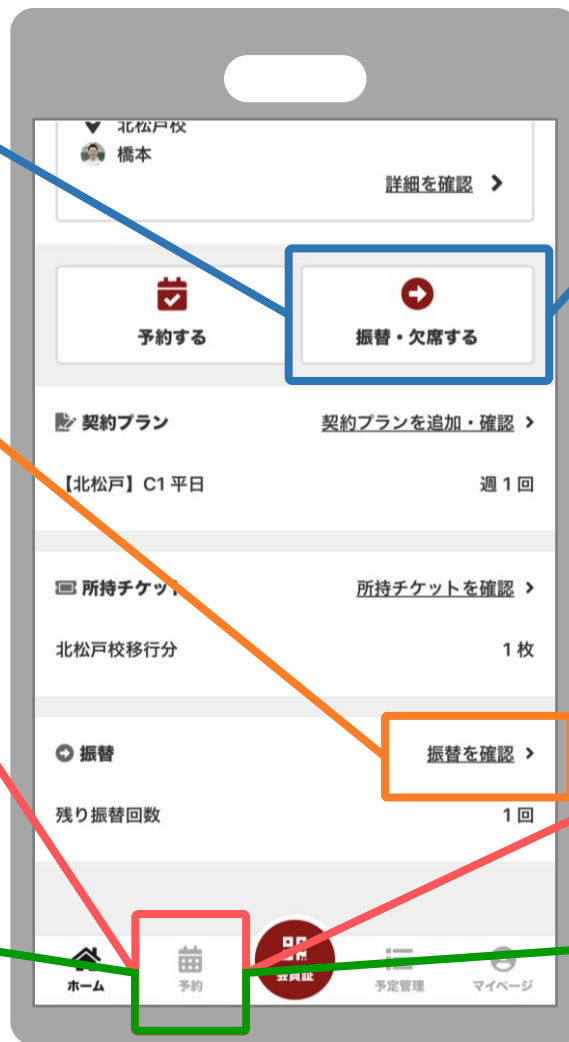 北松戸校
橋本
詳細を確認
予約する
振替・欠席する
契約プラン 契約プランを追加・確認
【北松戸】C1 平日 週1回
所持チケット 所持チケットを確認
北松戸校移行分 1枚
振替 振替を確認
残り振替回数 1回
ホーム 予約 会員証 予定管理 マイページ